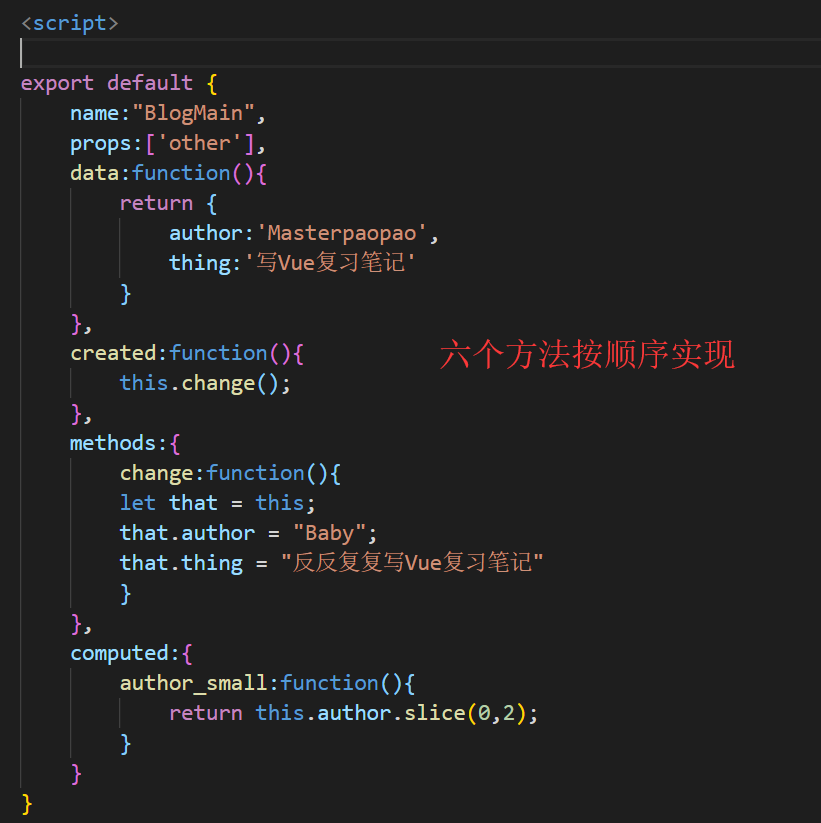 <script>
export default {
    name:"BlogMain",
    props:['other'],
    data:function(){
        return {
            author:'Masterpaopao',
            thing:'写Vue复习笔记'
        }
    },
    created:function(){
        this.change();
    },
六个方法按顺序实现
    methods:{
        change:function(){
        let that = this;
        that.author = "Baby";
        that.thing = "反反复复写Vue复习笔记"
        }
    },
    computed:{
        author_small:function(){
            return this.author.slice(0,2);
        }
    }
}